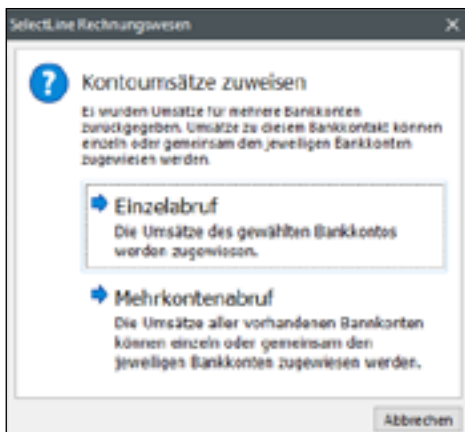 SelectLine Rechnungswesen
Kontoumsätze zuweisen
Es wurden Umsätze für mehrere Bankkonten
zurückgegeben. Umsätze zu diesem Bankkontakt können
einzeln oder gemeinsam den jeweiligen Bankkonten
zugewiesen werden.
Einzelabruf
Die Umsätze des gewählten Bankkontos
werden zugewiesen.
Mehrkontenabruf
Die Umsätze aller vorhandenen Bannkonten
können einzeln oder gemeinsam den
jeweiligen Bankkonten zugewiesen werden.
Abbrechen